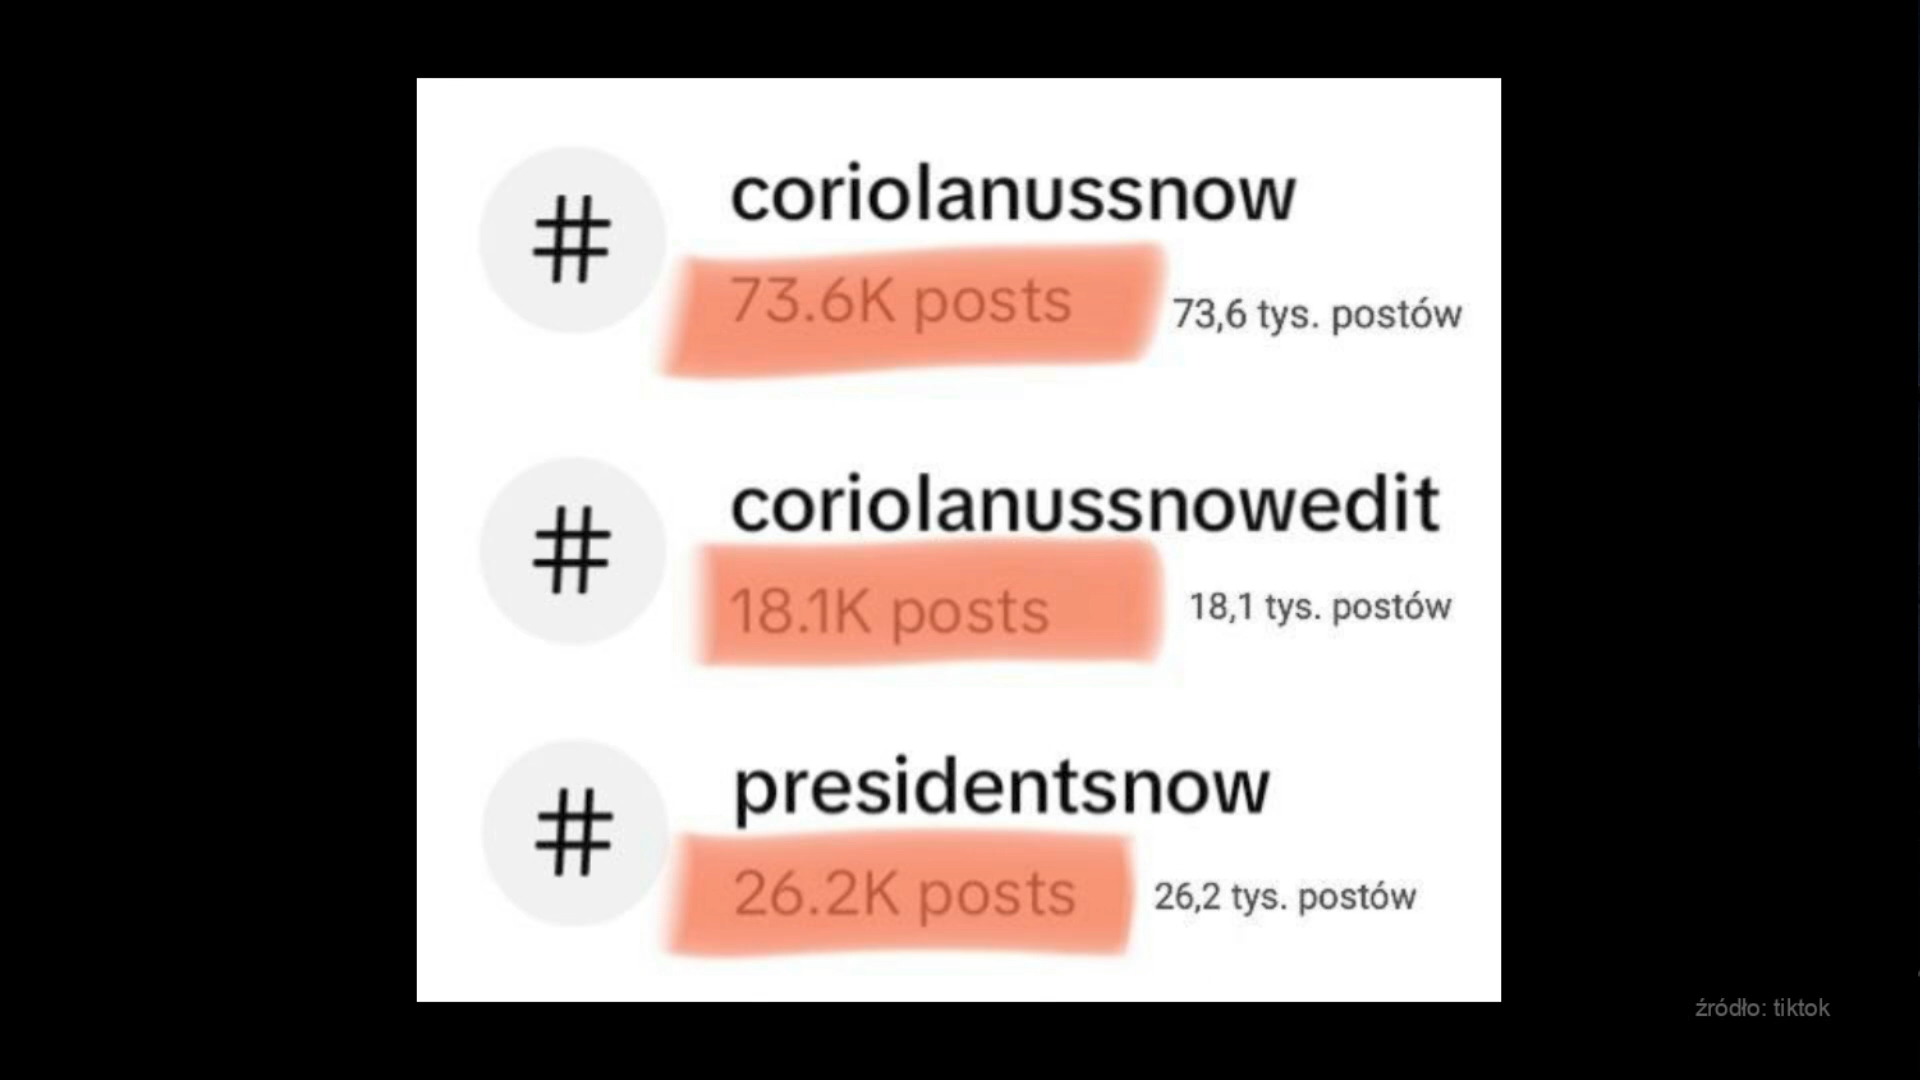 # coriolanussnow
73.6K posts 73,6 tys. postów
# coriolanussnowedit
18.1K posts 18,1 tys. postów
# presidentsnow
26.2K posts 26,2 tys. postów
źródło: tiktok